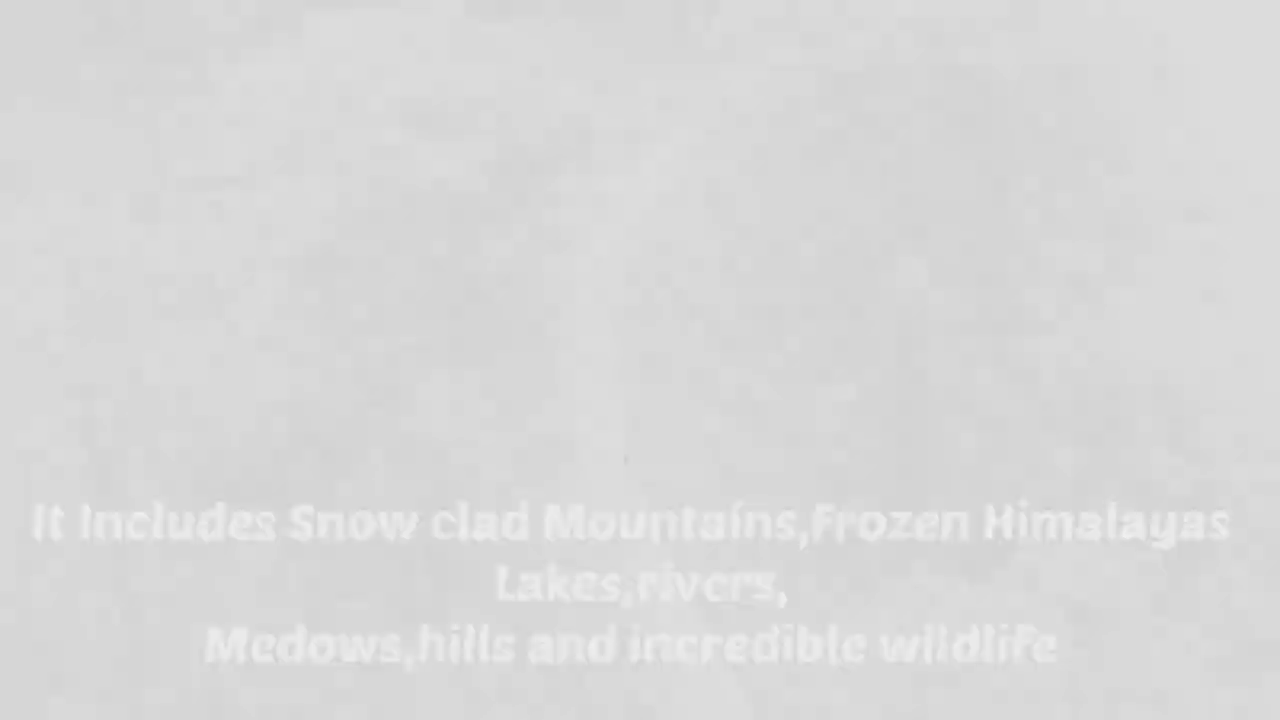 It Includes Snow clad Mountains,Frozen Himalayas
Lakes,rivers,
Medows,hills and incredible wildlife